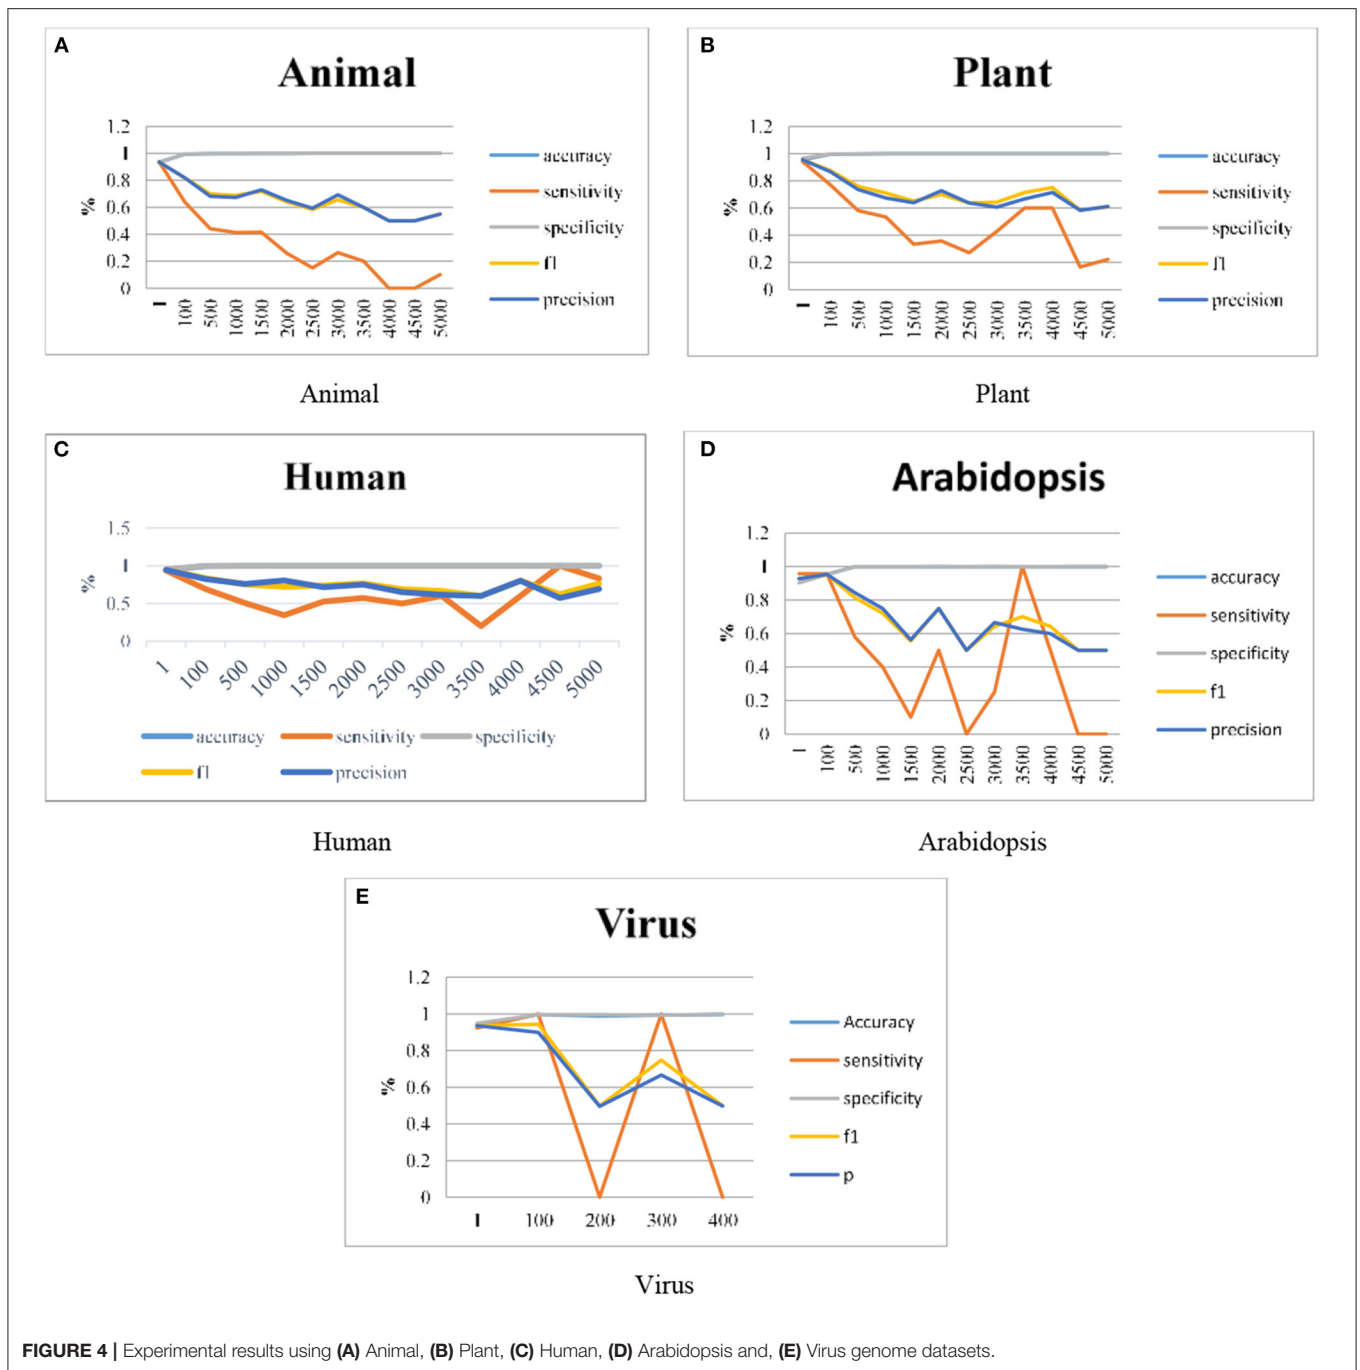 A
Animal
1.2
1
0.8
0.6
0.4
0.2
0
%
1 100 500 1000 1500 2000 2500 3000 3500 4000 4500 5000
accuracy
sensitivity
specificity
f1
precision
Animal
B
Plant
1.2
1
0.8
0.6
0.4
0.2
0
%
1 100 500 1000 1500 2000 2500 3000 3500 4000 4500 5000
accuracy
sensitivity
specificity
f1
precision
Plant
C
Human
1.5
1
0.5
0
%
1 100 500 1000 1500 2000 2500 3000 3500 4000 4500 5000
accuracy sensitivity specificity
f1 precision
Human
D
Arabidopsis
1.2
1
0.8
0.6
0.4
0.2
0
%
1 100 500 1000 1500 2000 2500 3000 3500 4000 4500 5000
accuracy
sensitivity
specificity
f1
precision
Arabidopsis
E
Virus
1.2
1
0.8
0.6
0.4
0.2
0
%
1 100 200 300 400
Accuracy
sensitivity
specificity
f1
p
Virus
FIGURE 4 | Experimental results using (A) Animal, (B) Plant, (C) Human, (D) Arabidopsis and, (E) Virus genome datasets.